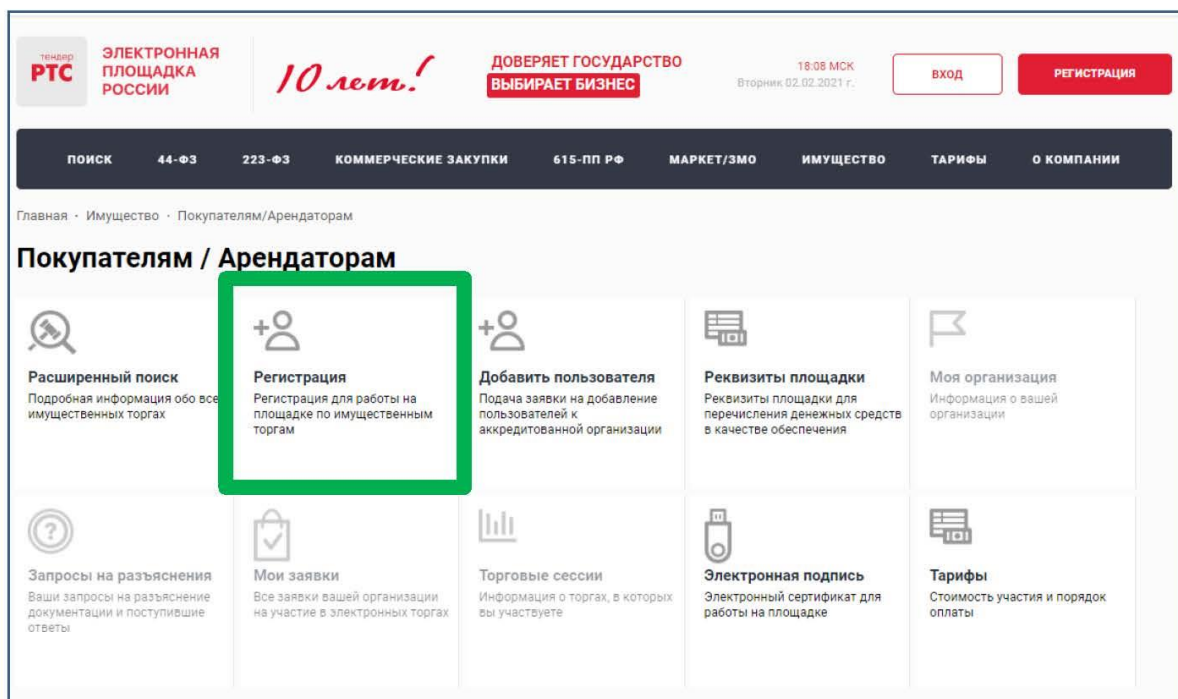 тендер
РТС
ЭЛЕКТРОННАЯ
ПЛОЩАДКА
РОССИИ
10 лет!
ДОВЕРЯЕТ ГОСУДАРСТВО
ВЫБИРАЕТ БИЗНЕС
18:08 МСК
Вторник 02.02.2021 г.
ВХОД
РЕГИСТРАЦИЯ
ПОИСК 44-ФЗ 223-ФЗ КОММЕРЧЕСКИЕ ЗАКУПКИ 615-ПП РФ МАРКЕТ/ЗМО ИМУЩЕСТВО ТАРИФЫ О КОМПАНИИ
Главная · Имущество · Покупателям/Арендаторам
Покупателям / Арендаторам
Расширенный поиск
Подробная информация обо все
имущественных торгах
Регистрация
Регистрация для работы на
площадке по имущественным
торгам
Добавить пользователя
Подача заявки на добавление
пользователей к
аккредитованной организации
Реквизиты площадки
Реквизиты площадки для
перечисления денежных средств
в качестве обеспечения
Моя организация
Информация о вашей
организации
Запросы на разъяснения
Ваши запросы на разъяснение
документации и поступившие
ответы
Мои заявки
Все заявки вашей организации
на участие в электронных торгах
Торговые сессии
Информация о торгах, в которых
вы участвуете
Электронная подпись
Электронный сертификат для
работы на площадке
Тарифы
Стоимость участия и порядок
оплаты